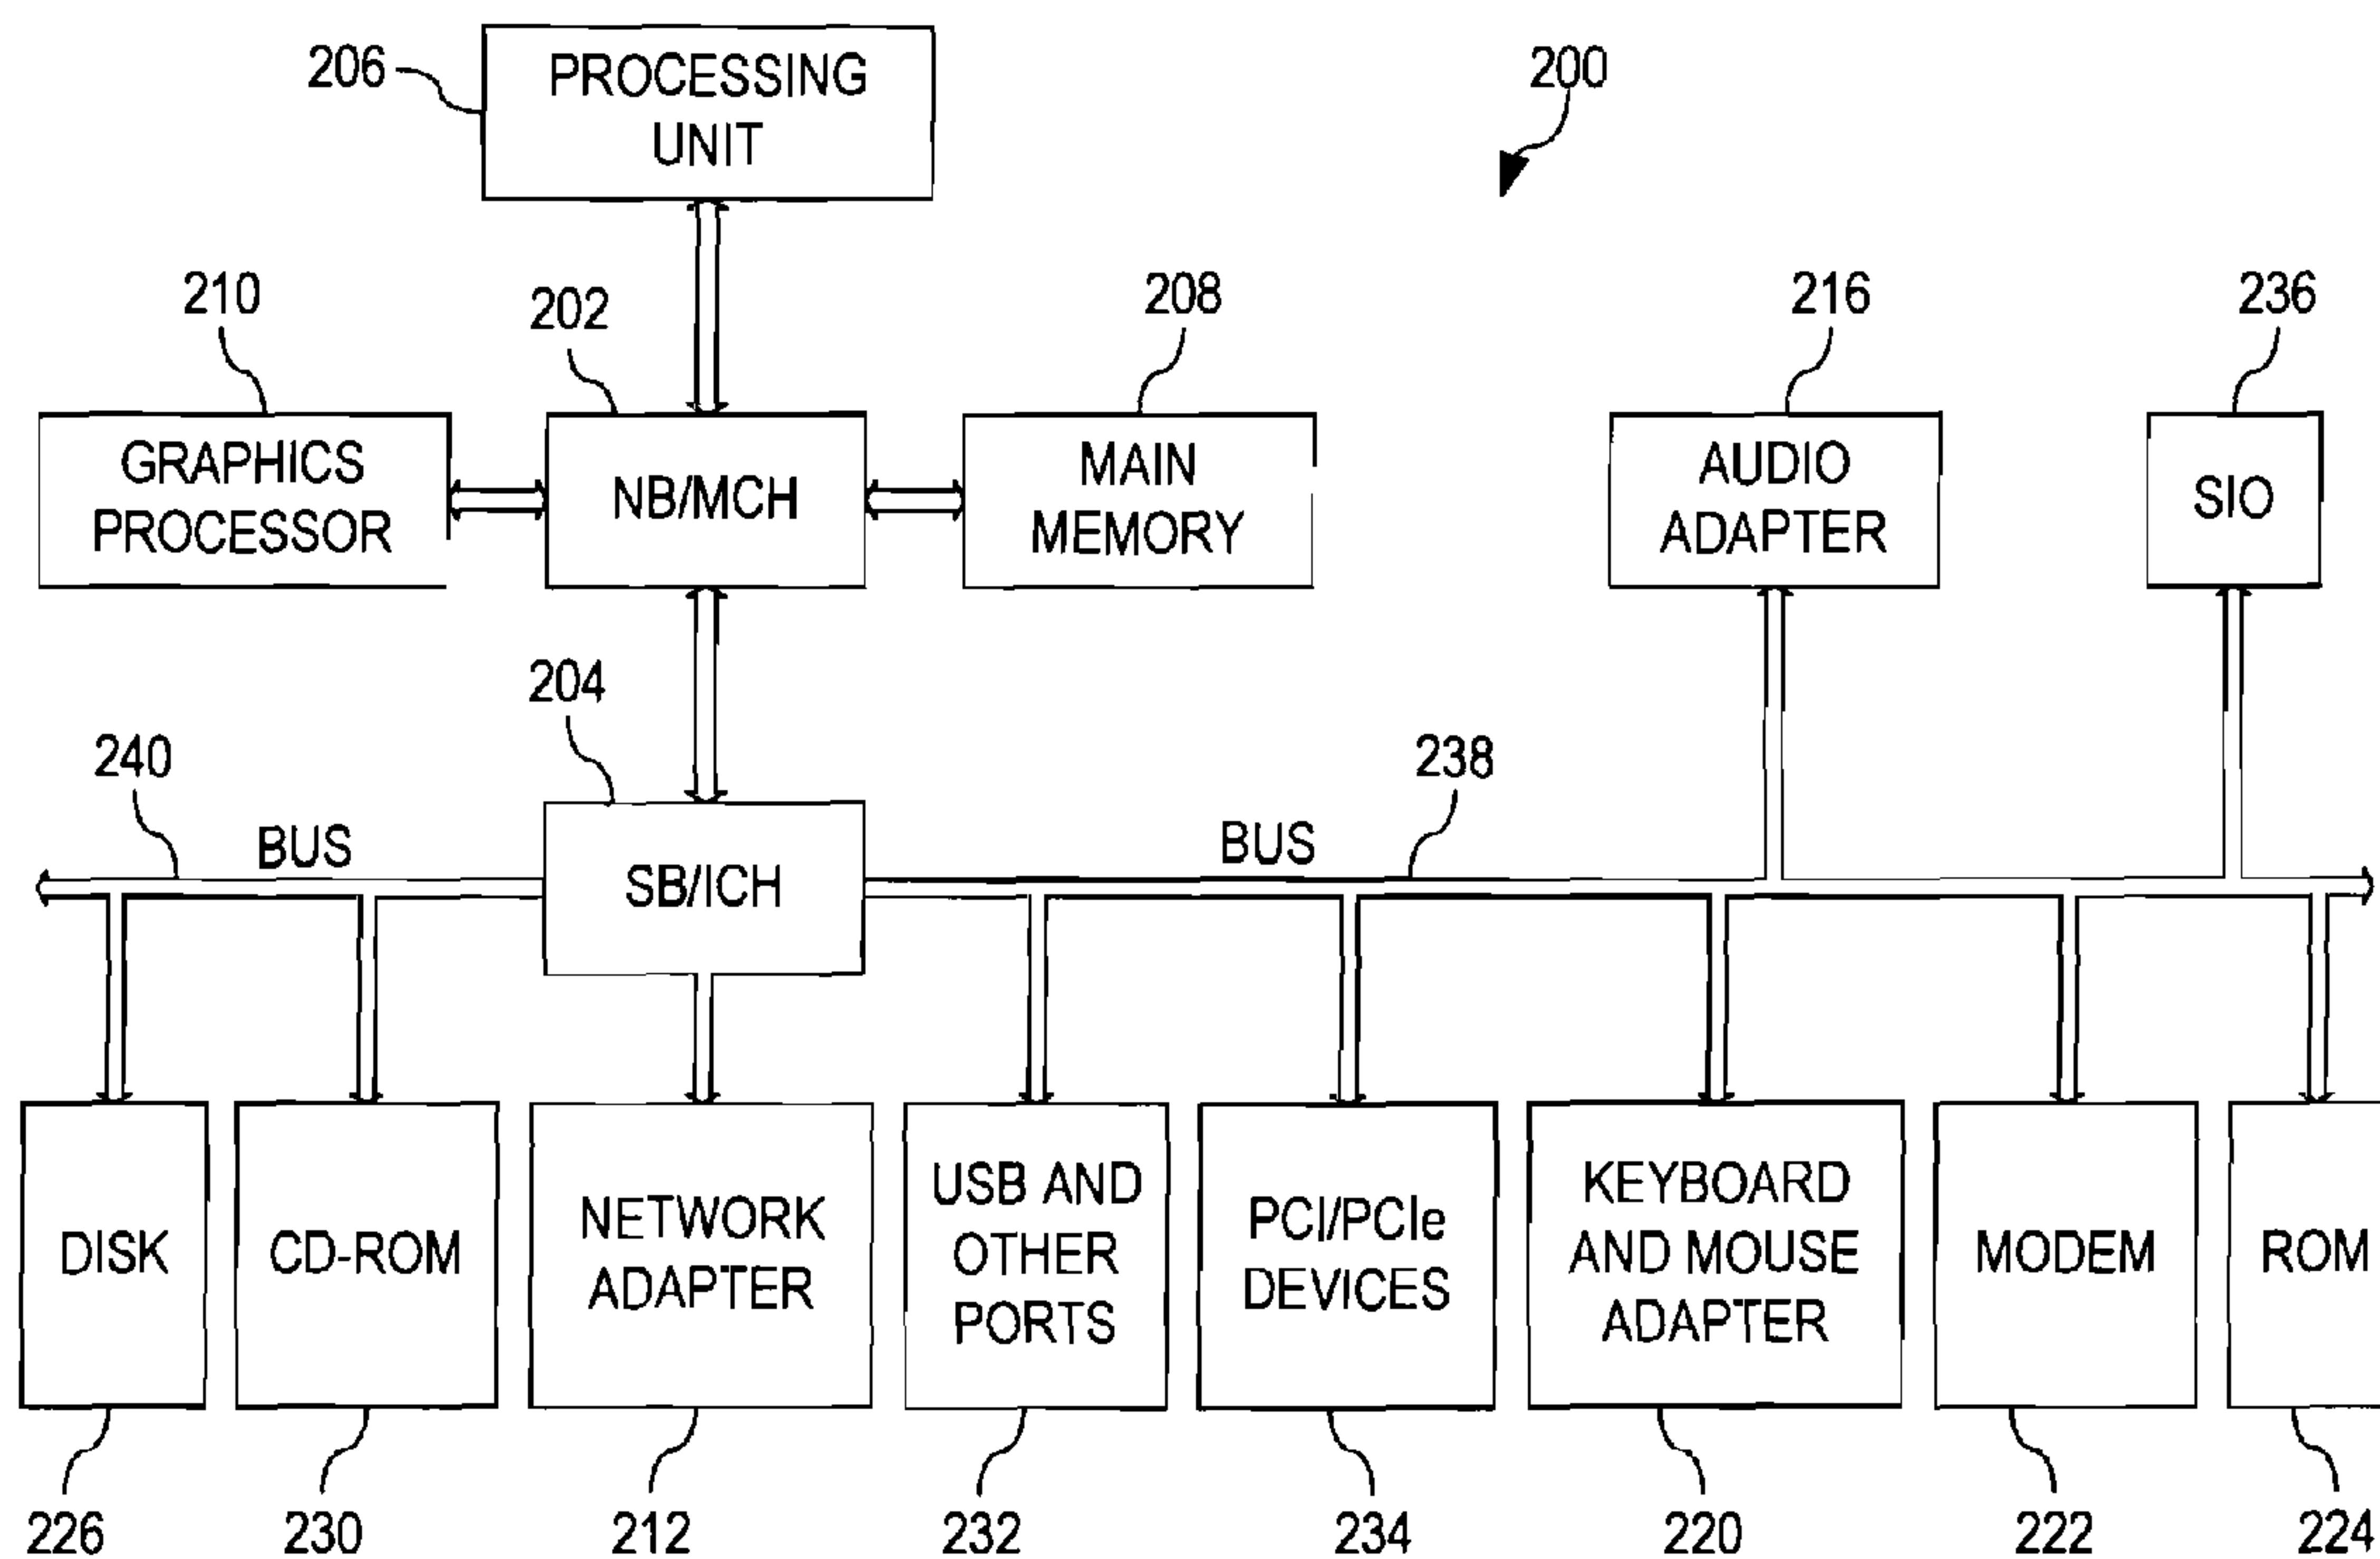 206
PROCESSING
UNIT
200
210
202
208
216
236
GRAPHICS
PROCESSOR
NB/MCH
MAIN
MEMORY
AUDIO
ADAPTER
SIO
204
240
BUS
SB/ICH
BUS
238
DISK
CD-ROM
NETWORK
ADAPTER
USB AND
OTHER
PORTS
PCI/PCIe
DEVICES
KEYBOARD
AND MOUSE
ADAPTER
MODEM
ROM
226
230
212
232
234
220
222
224